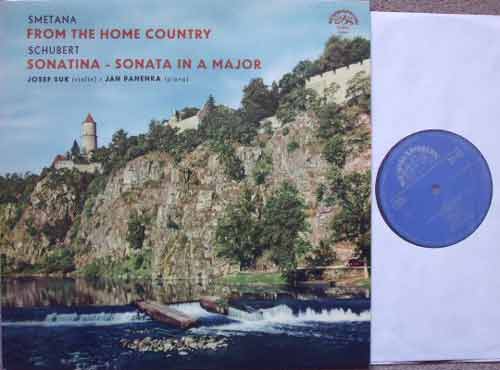 SMETANA
FROM THE HOME COUNTRY
SCHUBERT
SONATINA - SONATA IN A MAJOR
JOSEF SUK (violin) / JAN PANENKA (piano)